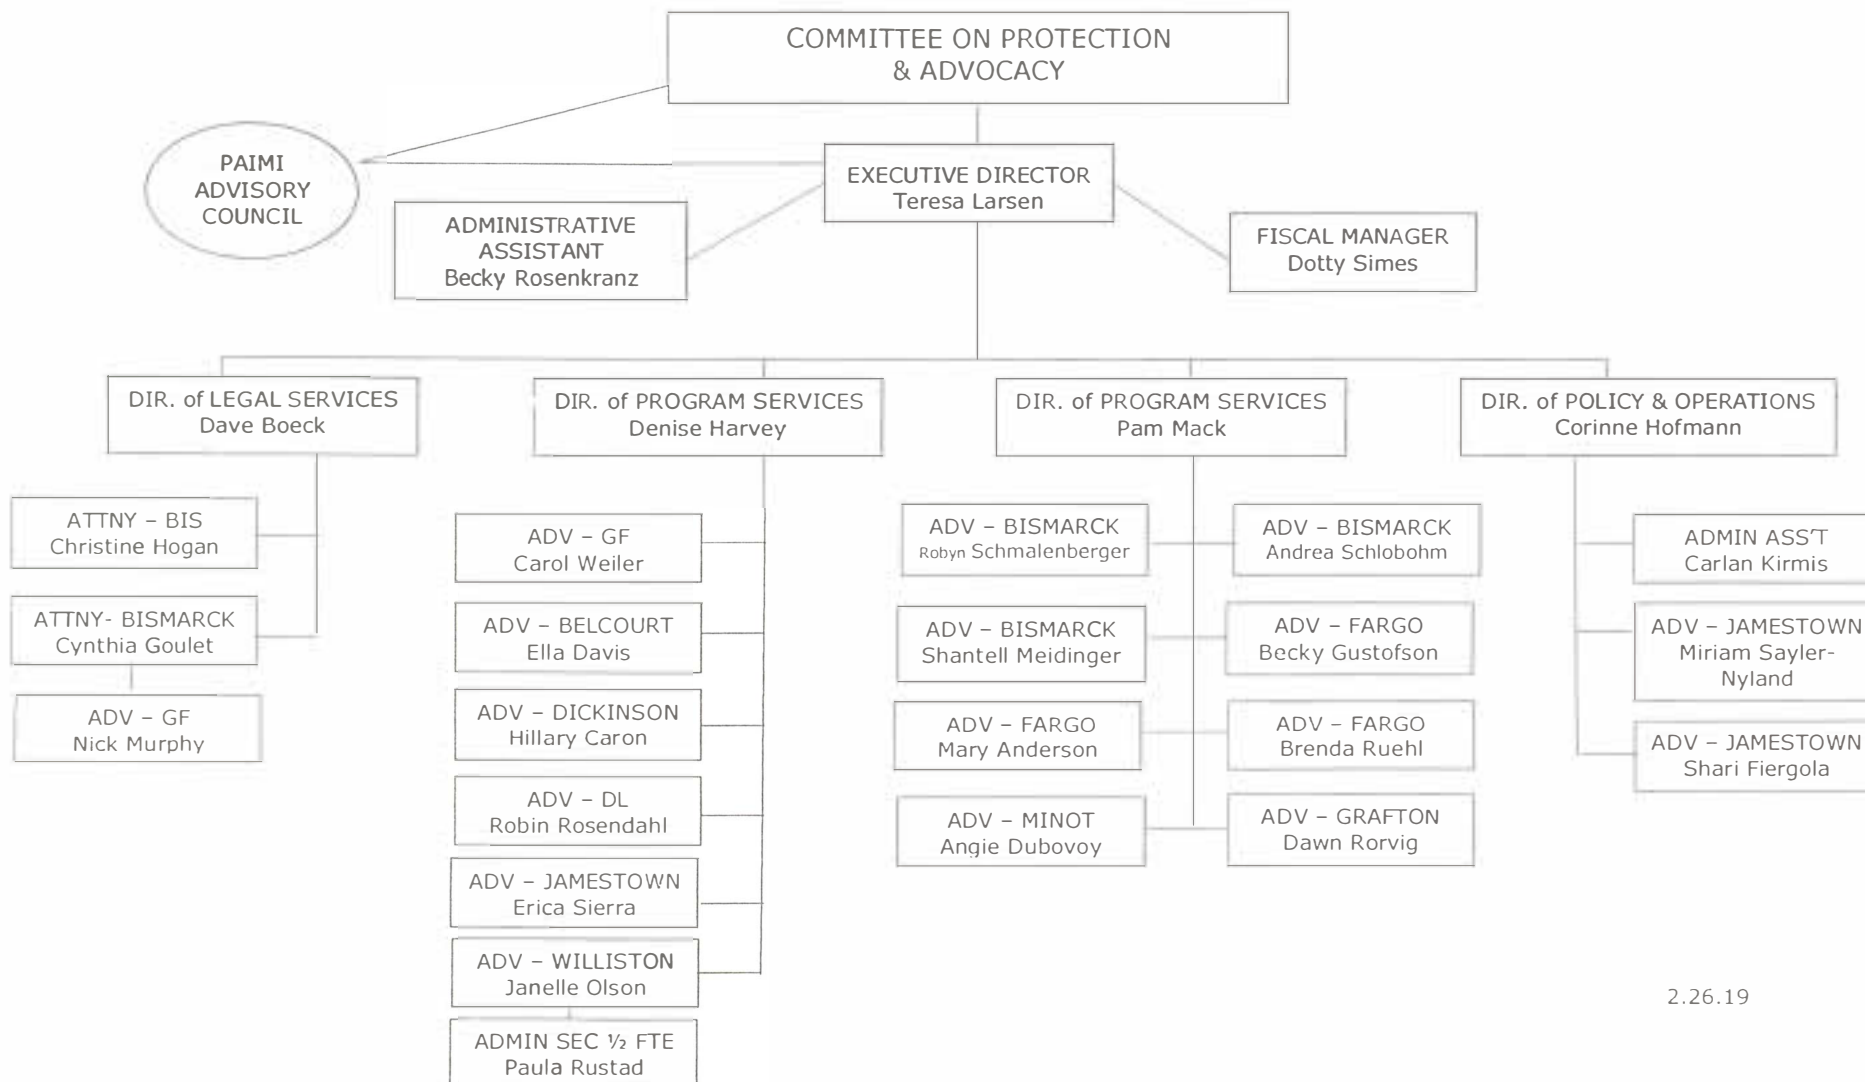 COMMITTEE ON PROTECTION
& ADVOCACY
PAIMI
ADVISORY
COUNCIL
EXECUTIVE DIRECTOR
Teresa Larsen
ADMINISTRATIVE
ASSISTANT
Becky Rosenkranz
FISCAL MANAGER
Dotty Simes
DIR. of LEGAL SERVICES
Dave Boeck
DIR. of PROGRAM SERVICES
Denise Harvey
DIR. of PROGRAM SERVICES
Pam Mack
DIR. of POLICY & OPERATIONS
Corinne Hofmann
ATTNY – BIS
Christine Hogan
ATTNY- BISMARCK
Cynthia Goulet
ADV – GF
Nick Murphy
ADV – GF
Carol Weiler
ADV – BELCOURT
Ella Davis
ADV – DICKINSON
Hillary Caron
ADV – DL
Robin Rosendahl
ADV – JAMESTOWN
Erica Sierra
ADV – WILLISTON
Janelle Olson
ADMIN SEC ½ FTE
Paula Rustad
ADV – BISMARCK
Robyn Schmalenberger
ADV – BISMARCK
Andrea Schlobohm
ADV – BISMARCK
Shantell Meidinger
ADV – FARGO
Becky Gustofson
ADV – FARGO
Mary Anderson
ADV – FARGO
Brenda Ruehl
ADV – MINOT
Angie Dubovoy
ADV – GRAFTON
Dawn Rorvig
ADMIN ASS'T
Carlan Kirmis
ADV – JAMESTOWN
Miriam Sayler-
Nyland
ADV – JAMESTOWN
Shari Fiergola
2.26.19